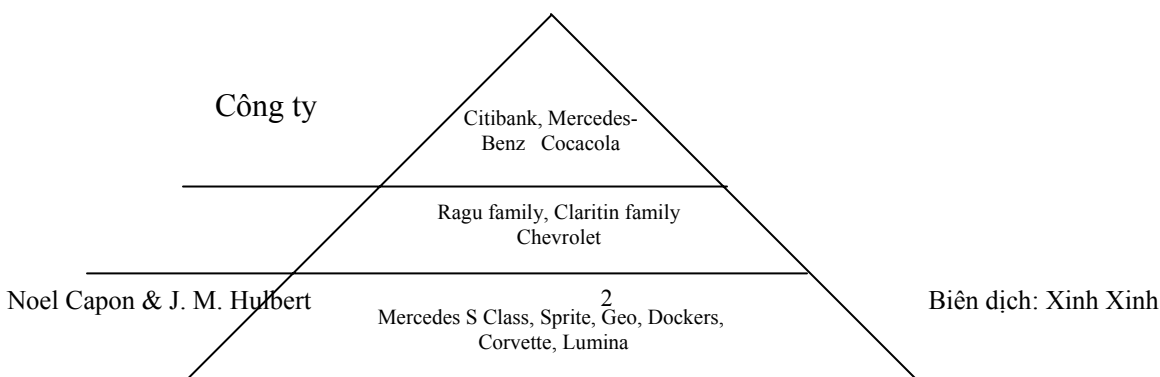 Công ty
Citibank, Mercedes-
Benz Cocacola
Ragu family, Claritin family
Chevrolet
Noel Capon & J. M. Hulbert
2
Biên dịch: Xinh Xinh
Mercedes S Class, Sprite, Geo, Dockers,
Corvette, Lumina